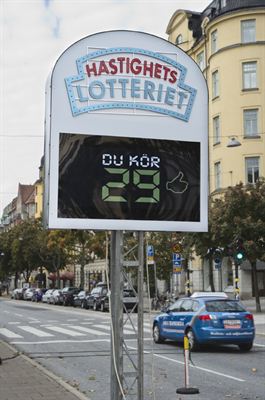 HASTIGHETS
LOTTERIET
DU KÖR
29